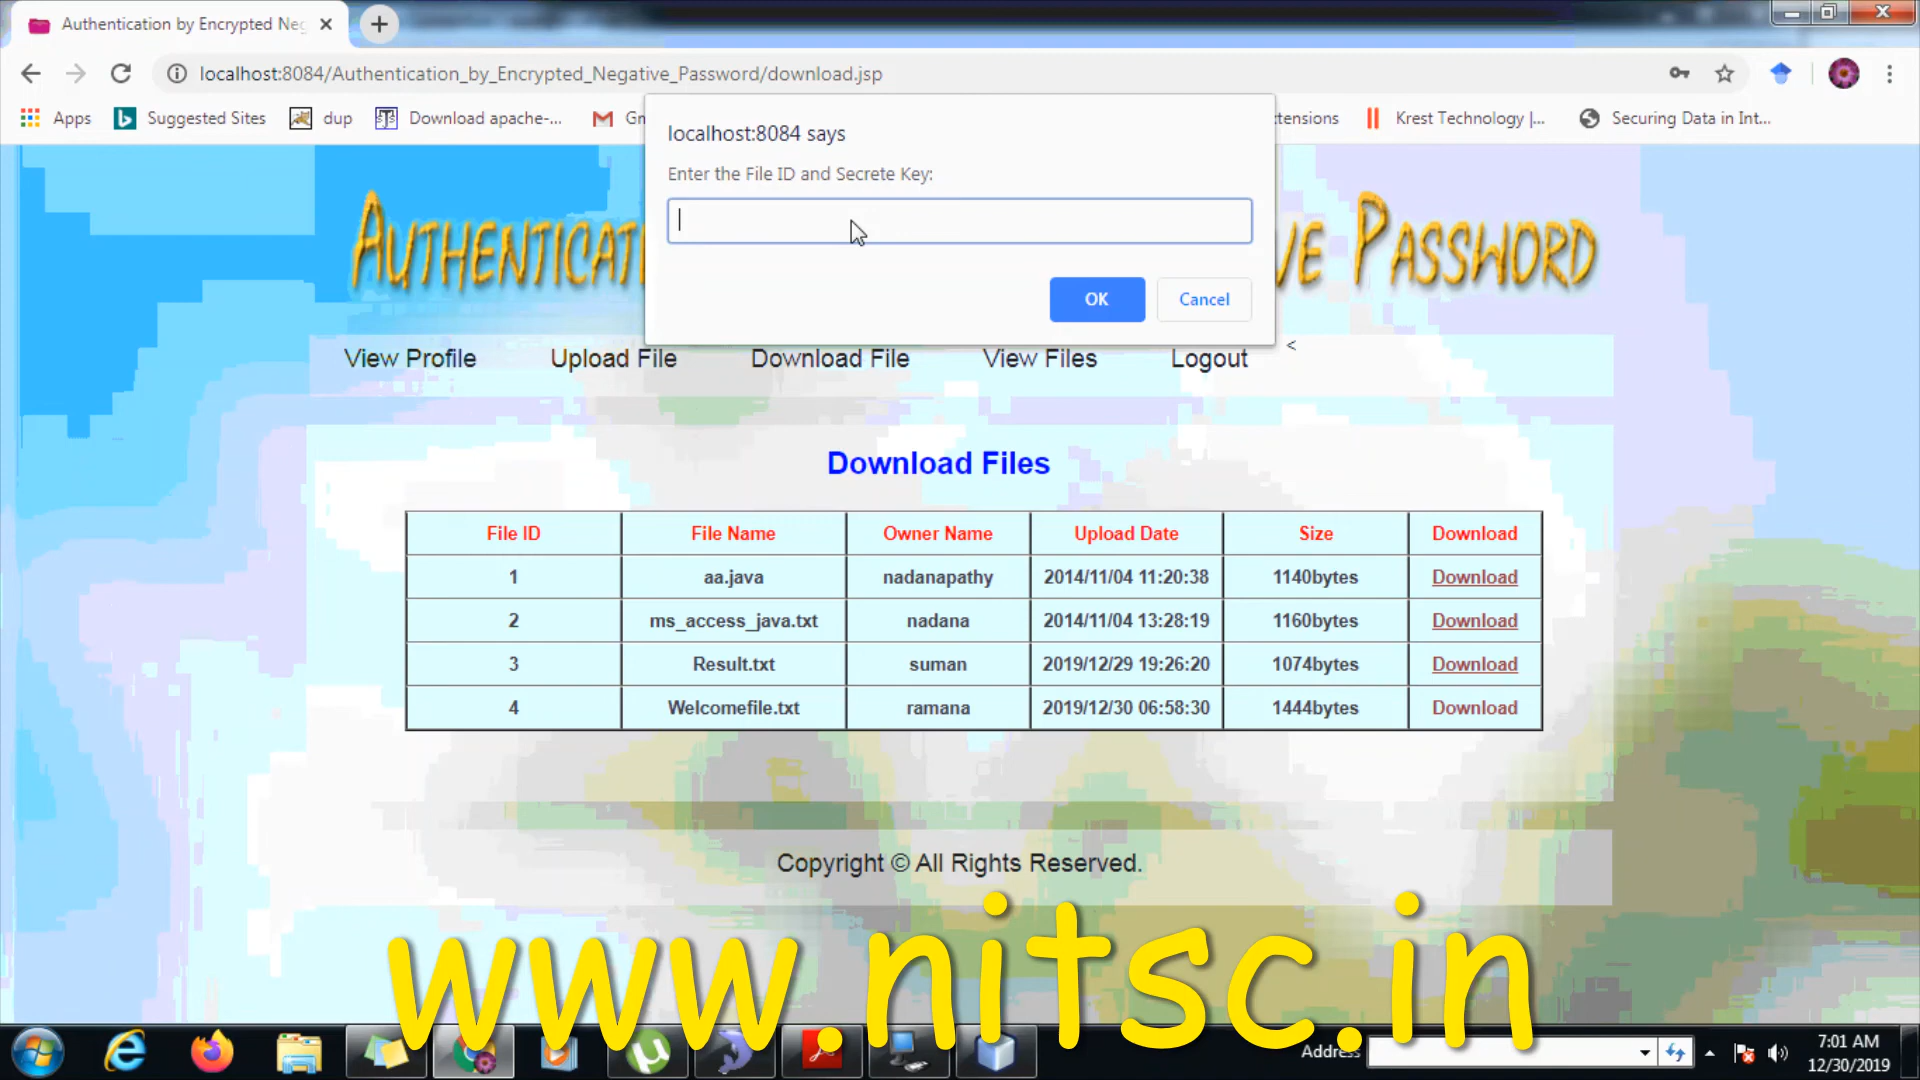 Authentication by Encrypted Neg
localhost:8084/Authentication_by_Encrypted_Negative_Password/download.jsp
Apps
Suggested Sites
dup
Download apache-...
Gm
tensions
Krest Technology |...
Securing Data in Int...
localhost:8084 says
Enter the File ID and Secrete Key:
OK
Cancel
AUTHENTICAT
VE PASSWORD
View Profile
Upload File
Download File
View Files
Logout
<
Download Files
File ID File Name Owner Name Upload Date Size Download
1 aa.java nadanapathy 2014/11/04 11:20:38 1140bytes Download
2 ms_access_java.txt nadana 2014/11/04 13:28:19 1160bytes Download
3 Result.txt suman 2019/12/29 19:26:20 1074bytes Download
4 Welcomefile.txt ramana 2019/12/30 06:58:30 1444bytes Download
Copyright © All Rights Reserved.
www.nitsc.in
Address
7:01 AM
12/30/2019